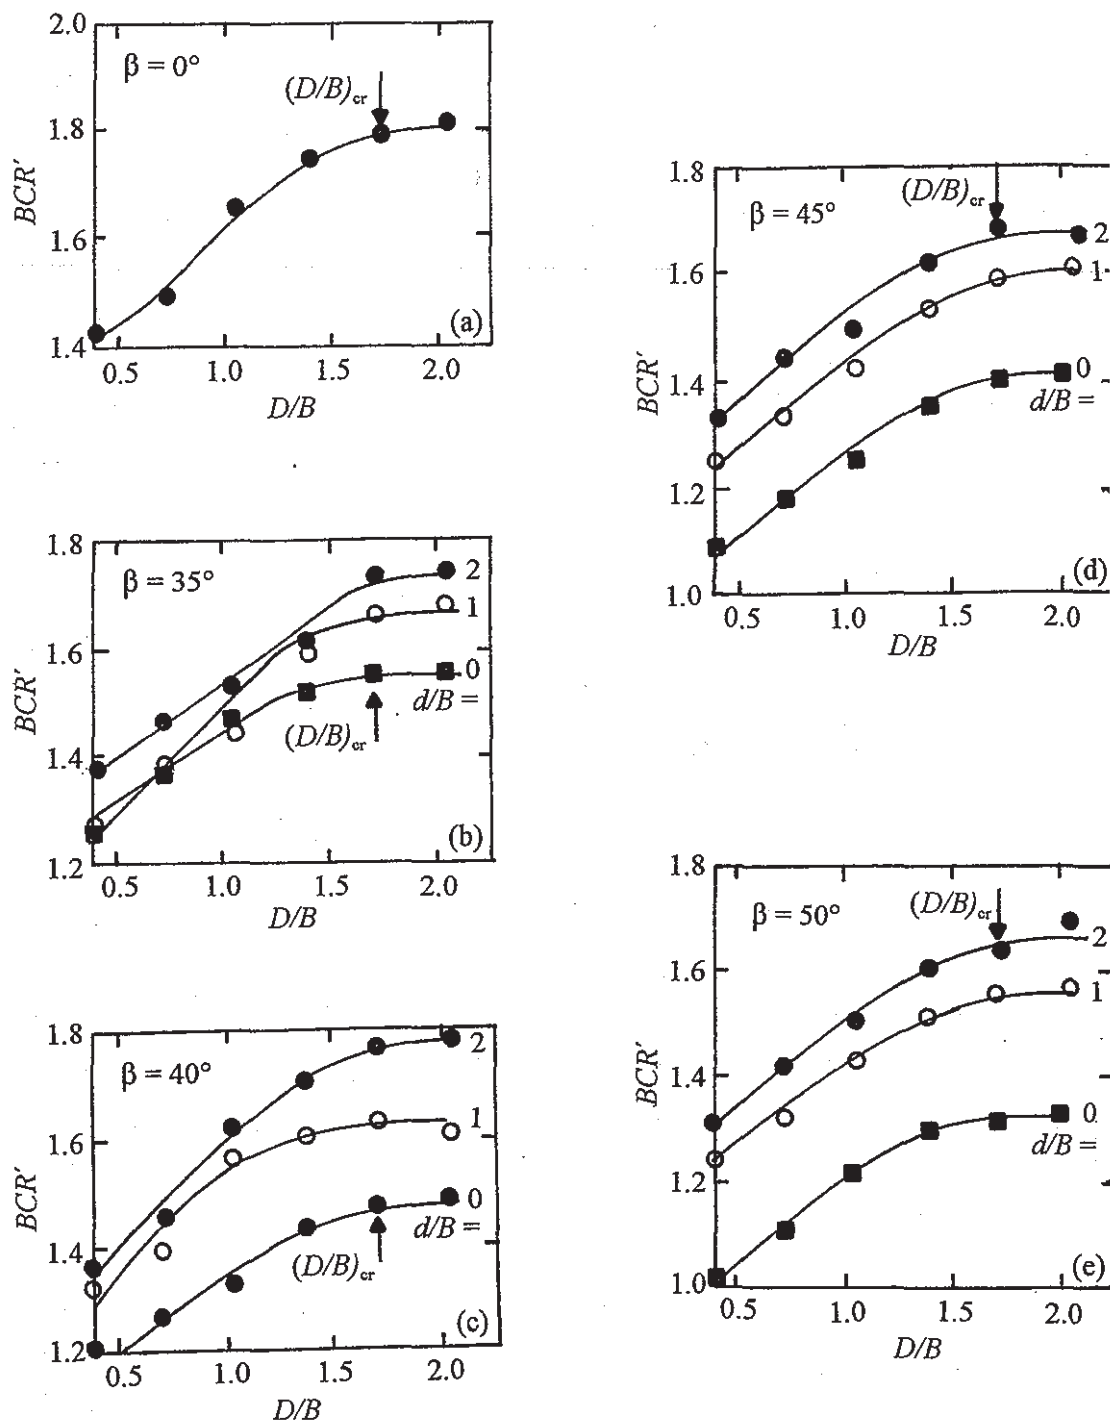 2.0
β = 0°
(D/B)cr
1.8
BCR′
1.6
1.4
(a)
0.5 1.0 1.5 2.0
D/B
1.8
β = 35°
2
1
1.6
0
d/B =
BCR′
(D/B)cr
1.4
(b)
1.2
0.5 1.0 1.5 2.0
D/B
1.8
β = 40°
2
1
1.6
BCR′
0
d/B =
1.4
(D/B)cr
(c)
1.2
0.5 1.0 1.5 2.0
D/B
1.8
(D/B)cr
β = 45°
2
1.6
1
BCR′
1.4
0
d/B =
1.2
(d)
1.0
0.5 1.0 1.5 2.0
D/B
1.8
(D/B)cr
β = 50°
2
1.6
1
BCR′
1.4
0
d/B =
1.2
(e)
1.0
0.5 1.0 1.5 2.0
D/B